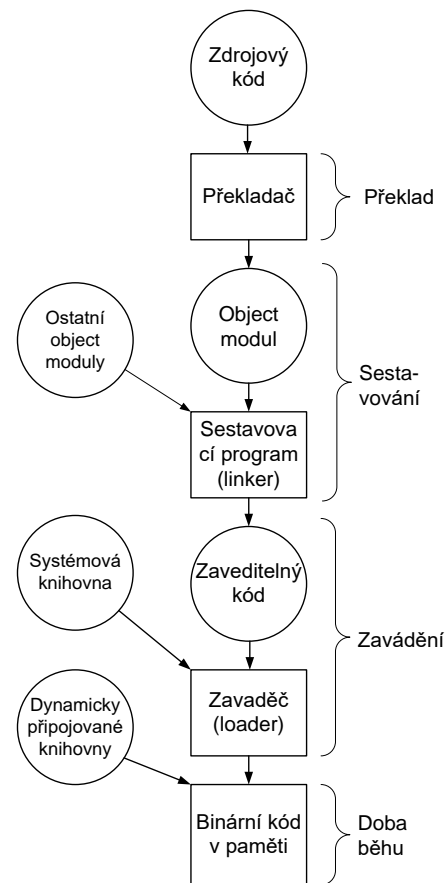 Zdrojový
kód
Překladač
Překlad
Object
modul
Ostatní
object
moduly
Sesta-
vování
Sestavova
cí program
(linker)
Systémová
knihovna
Zaveditelný
kód
Zavádění
Zavaděč
(loader)
Dynamicky
připojované
knihovny
Binární kód
v paměti
Doba
běhu